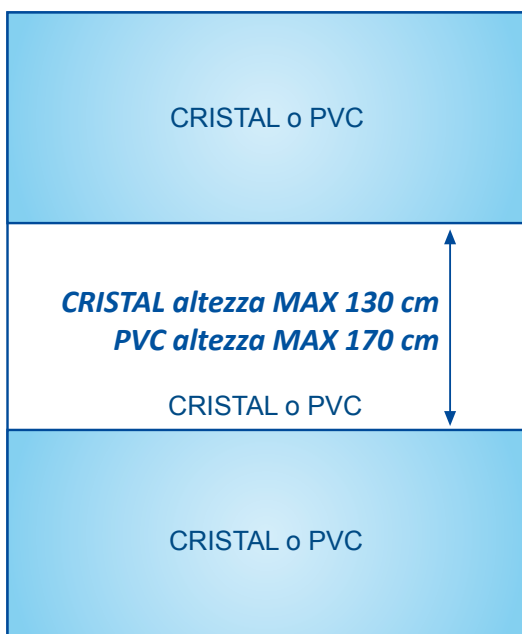 CRISTAL o PVC
CRISTAL altezza MAX 130 cm
PVC altezza MAX 170 cm
CRISTAL o PVC
CRISTAL o PVC